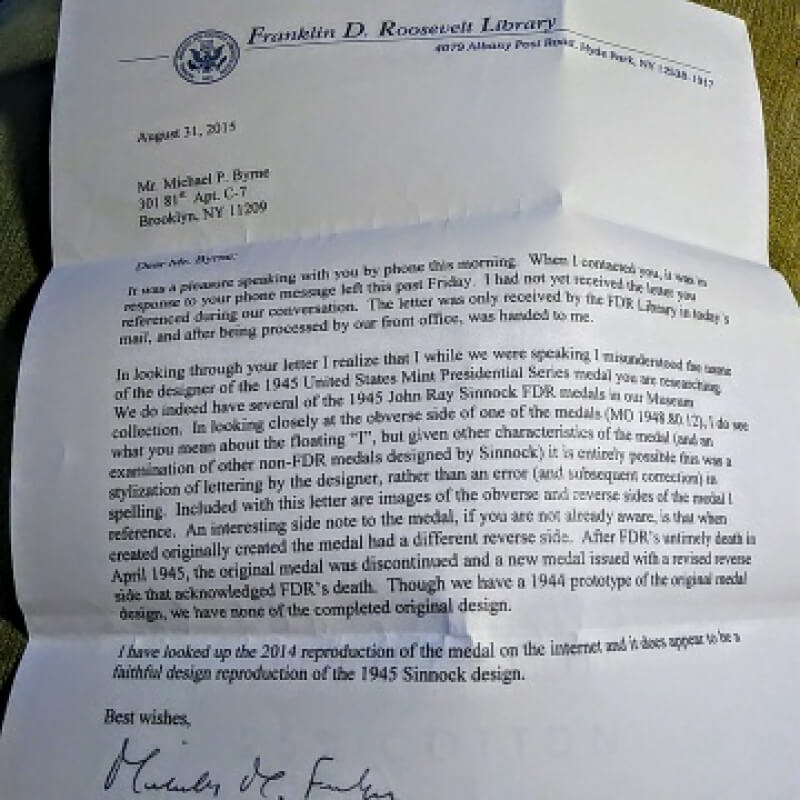 Franklin D. Roosevelt Library
4079 Albany Post Road, Hyde Park, NY 12538-1917
August 31, 2015
Mr. Michael P. Byrne
301 81st Apt. C-7
Brooklyn, NY 11209
Dear Mr. Byrne:
It was a pleasure speaking with you by phone this morning. When I contacted you, it was in
response to your phone message left this past Friday. I had not yet received the letter you
referenced during our conversation. The letter was only received by the FDR Library in today's
mail, and after being processed by our front office, was handed to me.
In looking through your letter I realize that I while we were speaking I misunderstood the name
of the designer of the 1945 United States Mint Presidential Series medal you are researching.
We do indeed have several of the 1945 John Ray Sinnock FDR medals in our Museum
collection. In looking closely at the obverse side of one of the medals (MO 1948.80.1/2), I do see
what you mean about the floating "I", but given other characteristics of the medal (and an
examination of other non-FDR medals designed by Sinnock) it is entirely possible this was a
stylization of lettering by the designer, rather than an error (and subsequent correction) in
spelling. Included with this letter are images of the obverse and reverse sides of the medal I
reference. An interesting side note to the medal, if you are not already aware, is that when
created originally created the medal had a different reverse side. After FDR's untimely death in
April 1945, the original medal was discontinued and a new medal issued with a revised reverse
side that acknowledged FDR's death. Though we have a 1944 prototype of the original medal
design, we have none of the completed original design.
I have looked up the 2014 reproduction of the medal on the internet and it does appear to be a
faithful design reproduction of the 1945 Sinnock design.
Best wishes,